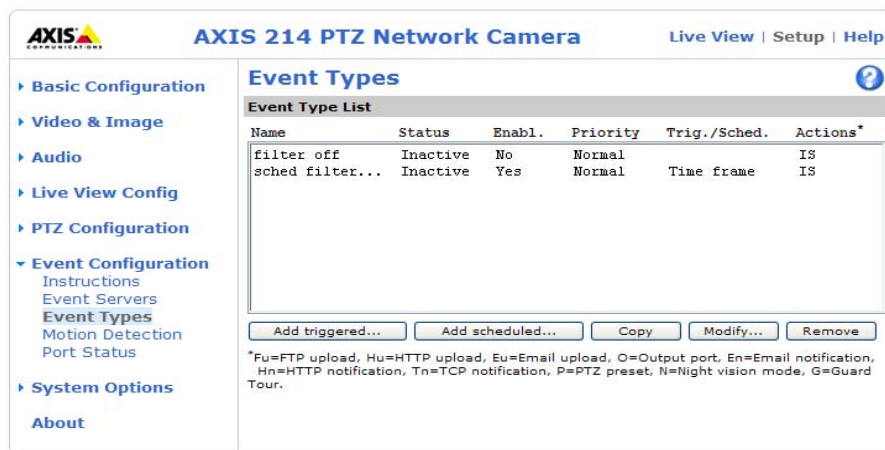 AXIS
COMMUNICATIONS
AXIS 214 PTZ Network Camera
Live View | Setup | Help
Basic Configuration
Video & Image
Audio
Live View Config
PTZ Configuration
Event Configuration
Instructions
Event Servers
Event Types
Motion Detection
Port Status
System Options
About
Event Types
?
Event Type List
Name Status Enabl. Priority Trig./Sched. Actions*
filter off Inactive No Normal IS
sched filter... Inactive Yes Normal Time frame IS
Add triggered... Add scheduled... Copy Modify... Remove
*Fu=FTP upload, Hu=HTTP upload, Eu=Email upload, O=Output port, En=Email notification,
Hn=HTTP notification, Tn=TCP notification, P=PTZ preset, N=Night vision mode, G=Guard
Tour.